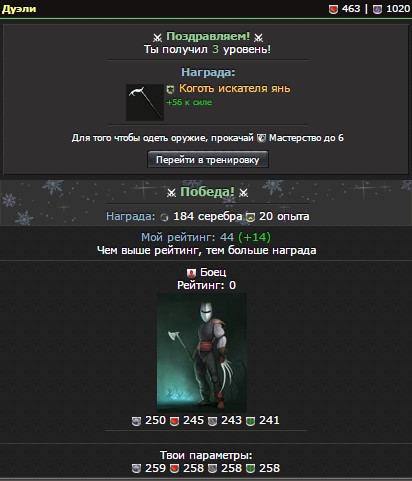 Дуэли 463 | 1020
Поздравляем!
Ты получил 3 уровень!
Награда:
Коготь искателя янь
+56 к силе
Для того чтобы одеть оружие, прокачай Мастерство до 6
Перейти в тренировку
Победа!
Награда: 184 серебра 20 опыта
Мой рейтинг: 44 (+14)
Чем выше рейтинг, тем больше награда
Боец
Рейтинг: 0
250 245 243 241
Твои параметры:
259 258 258 258